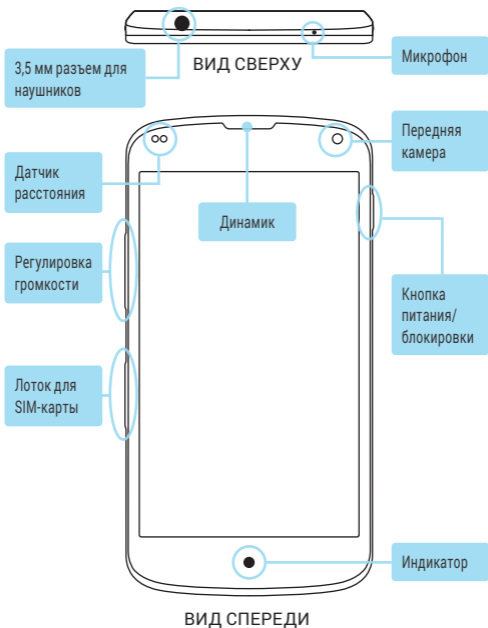 3,5 мм разъем для
наушников
ВИД СВЕРХУ
Микрофон
Передняя
камера
Датчик
расстояния
Динамик
Регулировка
громкости
Кнопка
питания/
блокировки
Лоток для
SIM-карты
Индикатор
ВИД СПЕРЕДИ